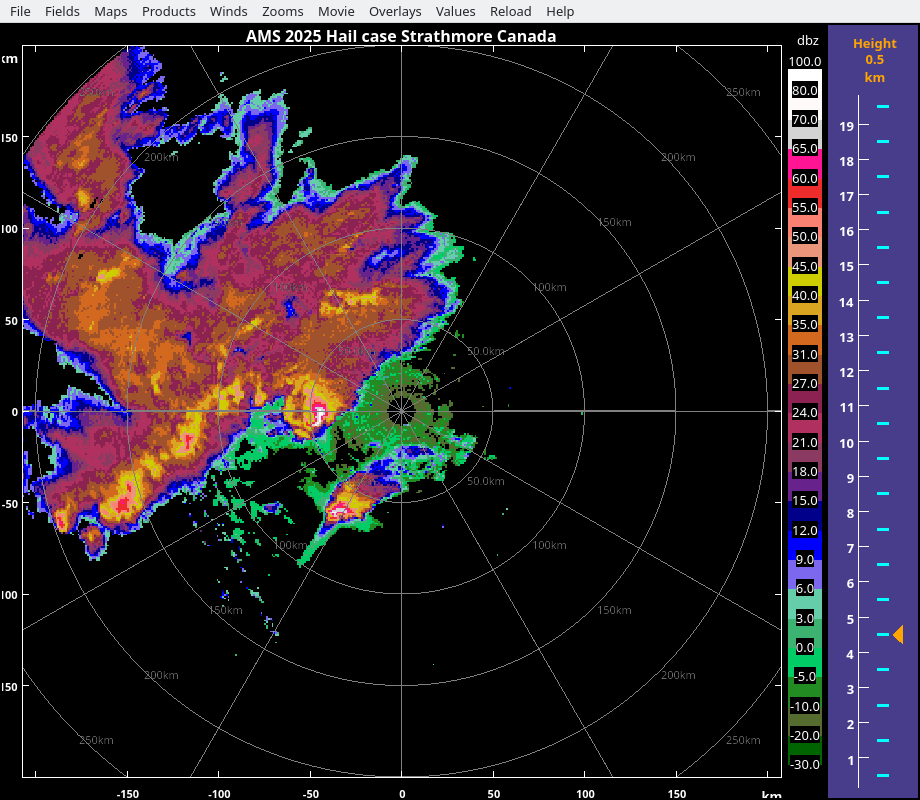 File Fields Maps Products Winds Zooms Movie Overlays Values Reload Help
AMS 2025 Hail case Strathmore Canada
km
150
100
50
0
-50
100
150
-150 -100 -50 0 50 100 150 km
250km
200km
150km
100km
50.0km
50.0km
100km
150km
200km
250km
200km
100km
100km
150km
200km
250km
dbz
100.0
80.0
70.0
65.0
60.0
55.0
50.0
45.0
40.0
35.0
31.0
27.0
24.0
21.0
18.0
15.0
12.0
9.0
6.0
3.0
0.0
-5.0
-10.0
-20.0
-30.0
Height
0.5
km
19
18
17
16
15
14
13
12
11
10
9
8
7
6
5
4
3
2
1